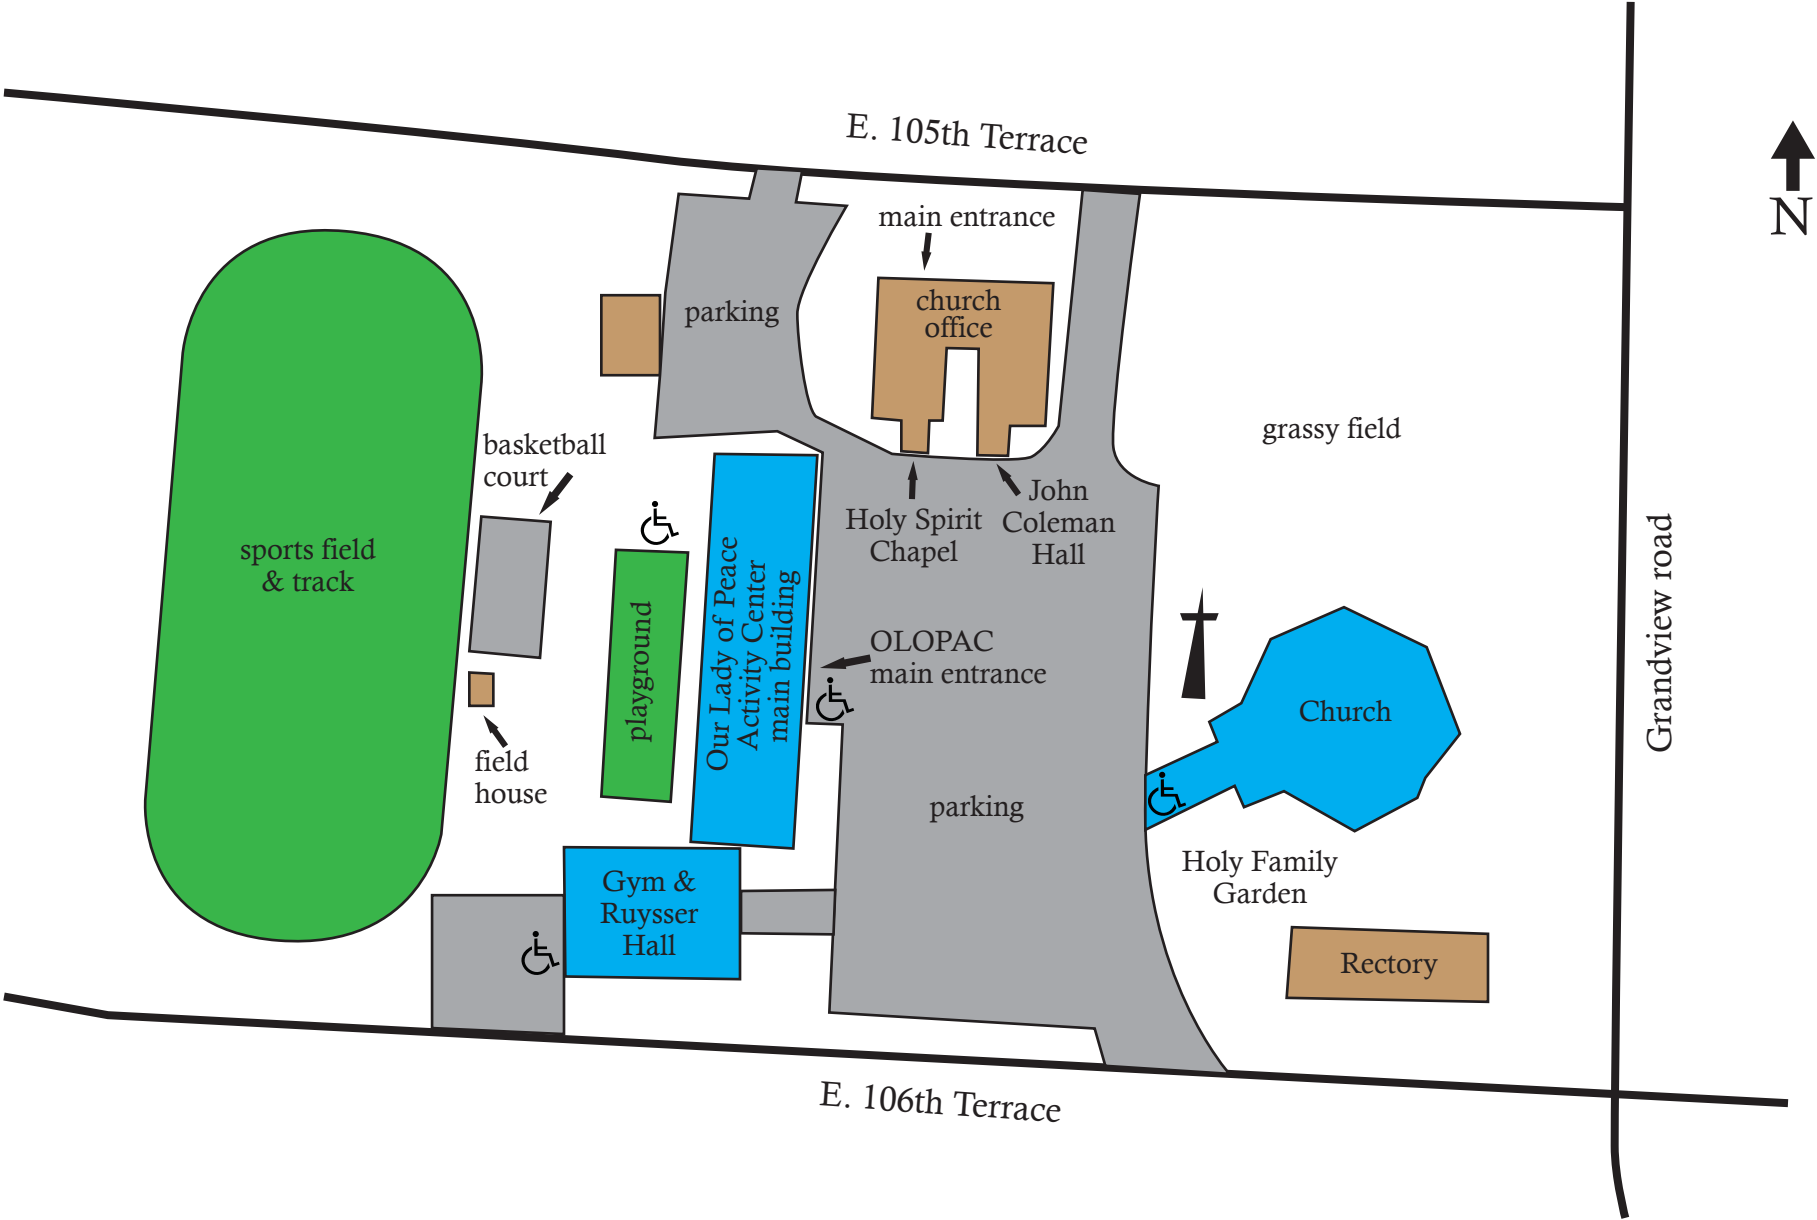 E. 105th Terrace
N
main entrance
church
office
parking
grassy field
basketball
court
John
Coleman
Hall
Holy Spirit
Chapel
sports field
& track
playground
Our Lady of Peace
Activity Center
main building
OLOPAC
main entrance
Grandview road
Church
field
house
parking
Holy Family
Garden
Gym &
Ruysser
Hall
Rectory
E. 106th Terrace